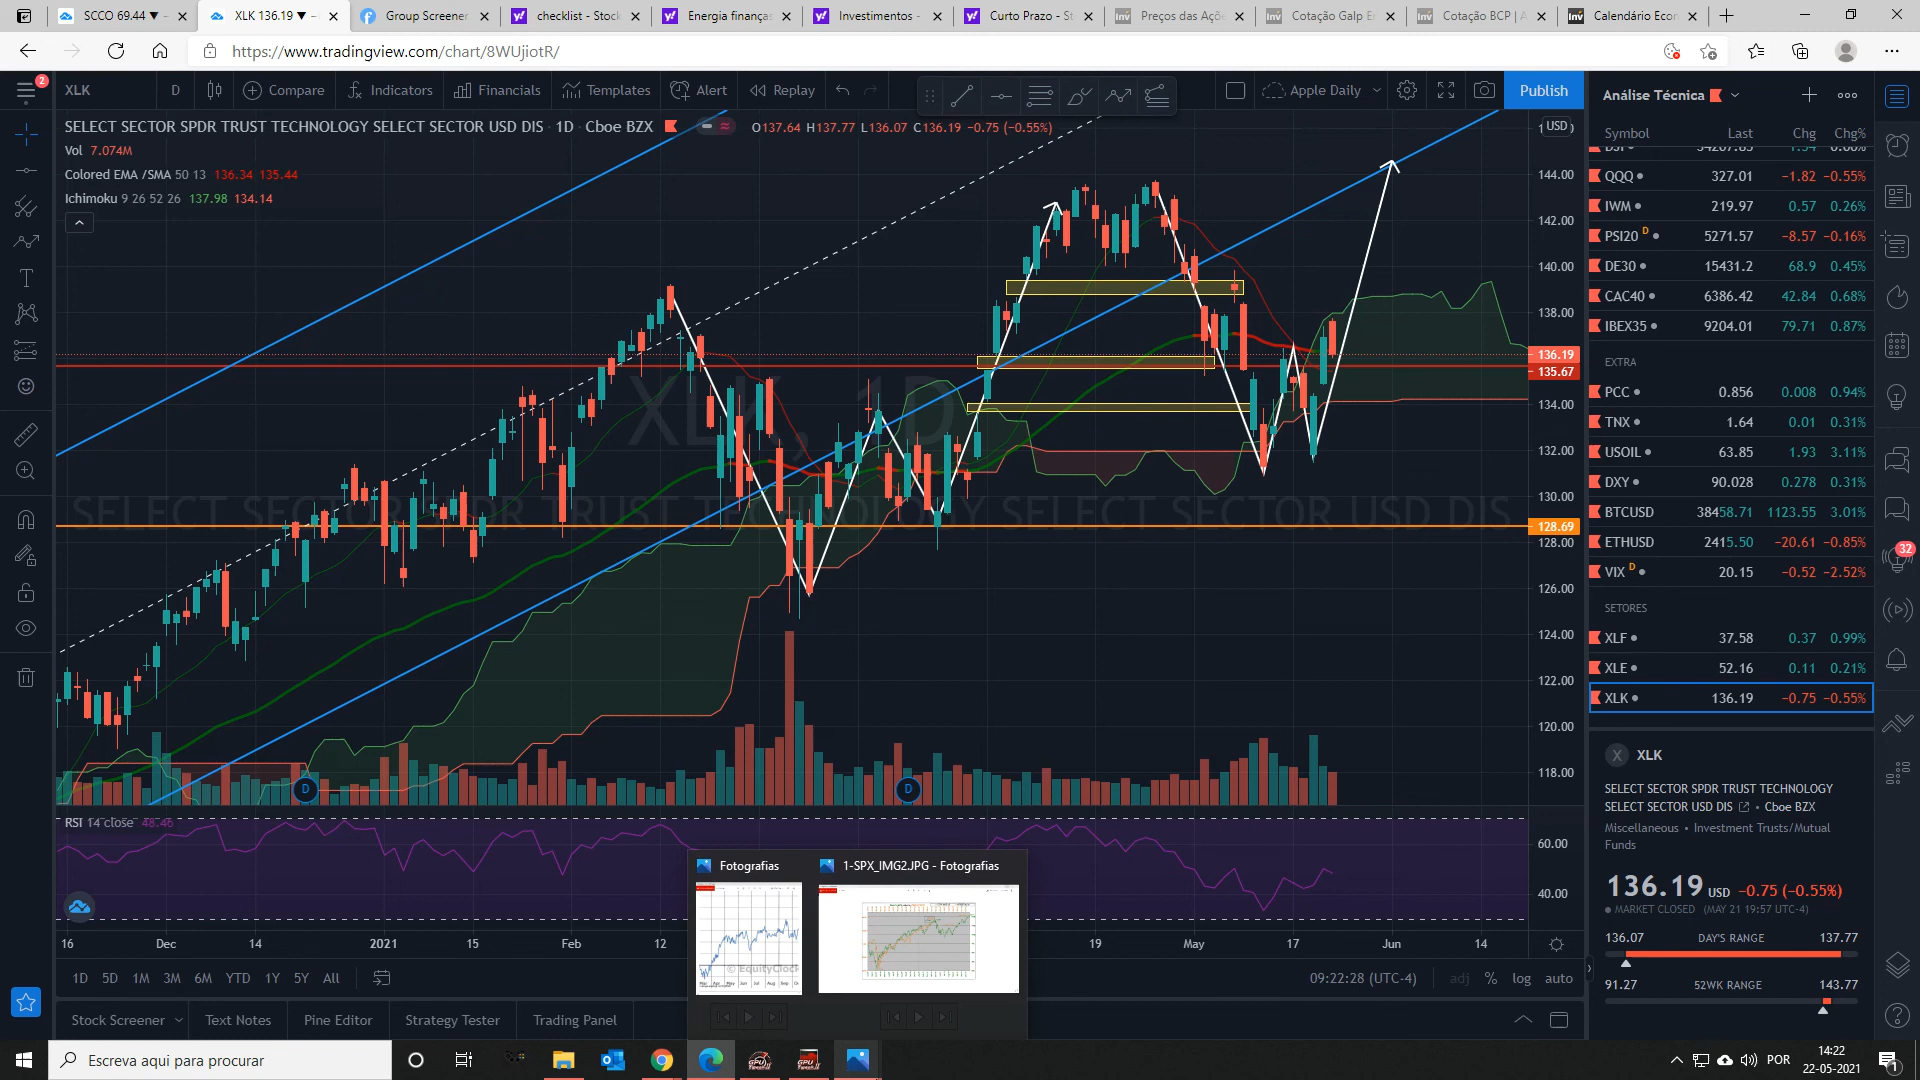 SCCO 69.44 ▼
XLK 136.19 ▼
Group Screener
checklist - Stock
Energia finança
Investimentos -
Curto Prazo - St
Preços das Açõe
Cotação Galp En
Cotação BCP | A
Calendário Econ
https://www.tradingview.com/chart/8WUjiotR/
2
XLK
D
Compare
Indicators
Financials
Templates
Alert
Replay
Apple Daily
Publish
SELECT SECTOR SPDR TRUST TECHNOLOGY SELECT SECTOR USD DIS · 1D · Cboe BZX
O137.64 H137.77 L136.07 C136.19 −0.75 (−0.55%)
Vol 7.074M
Colored EMA /SMA 50 13 136.34 135.44
Ichimoku 9 26 52 26 137.98 134.14
XLK, 1D
SELECT SECTOR SPDR TRUST TECHNOLOGY SELECT SECTOR USD DIS
USD
144.00
142.00
140.00
138.00
136.19
135.67
134.00
132.00
130.00
128.69
128.00
126.00
124.00
122.00
120.00
118.00
D
D
RSI 14 close 48.46
60.00
40.00
16
Dec
14
2021
15
Feb
12
19
May
17
Jun
14
Fotografias
1-SPX_IMG2.JPG - Fotografias
© EquityCloc
1D 5D 1M 3M 6M YTD 1Y 5Y All
09:22:28 (UTC-4)
adj % log auto
Stock Screener
Text Notes
Pine Editor
Strategy Tester
Trading Panel
Análise Técnica
Symbol Last Chg Chg%
QQQ 327.01 −1.82 −0.55%
IWM 219.97 0.57 0.26%
PSI20 D 5271.57 −8.57 −0.16%
DE30 15431.2 68.9 0.45%
CAC40 6386.42 42.84 0.68%
IBEX35 9204.01 79.71 0.87%
EXTRA
PCC 0.856 0.008 0.94%
TNX 1.64 0.01 0.31%
USOIL 63.85 1.93 3.11%
DXY 90.028 0.278 0.31%
BTCUSD 38458.71 1123.55 3.01%
ETHUSD 2415.50 −20.61 −0.85%
VIX D 20.15 −0.52 −2.52%
SETORES
XLF 37.58 0.37 0.99%
XLE 52.16 0.11 0.21%
XLK 136.19 −0.75 −0.55%
X XLK
SELECT SECTOR SPDR TRUST TECHNOLOGY
SELECT SECTOR USD DIS • Cboe BZX
Miscellaneous • Investment Trusts/Mutual
Funds
136.19 USD −0.75 (−0.55%)
MARKET CLOSED (MAY 21 19:57 UTC-4)
136.07 DAY'S RANGE 137.77
91.27 52WK RANGE 143.77
32
Escreva aqui para procurar
POR
14:22
22-05-2021
1